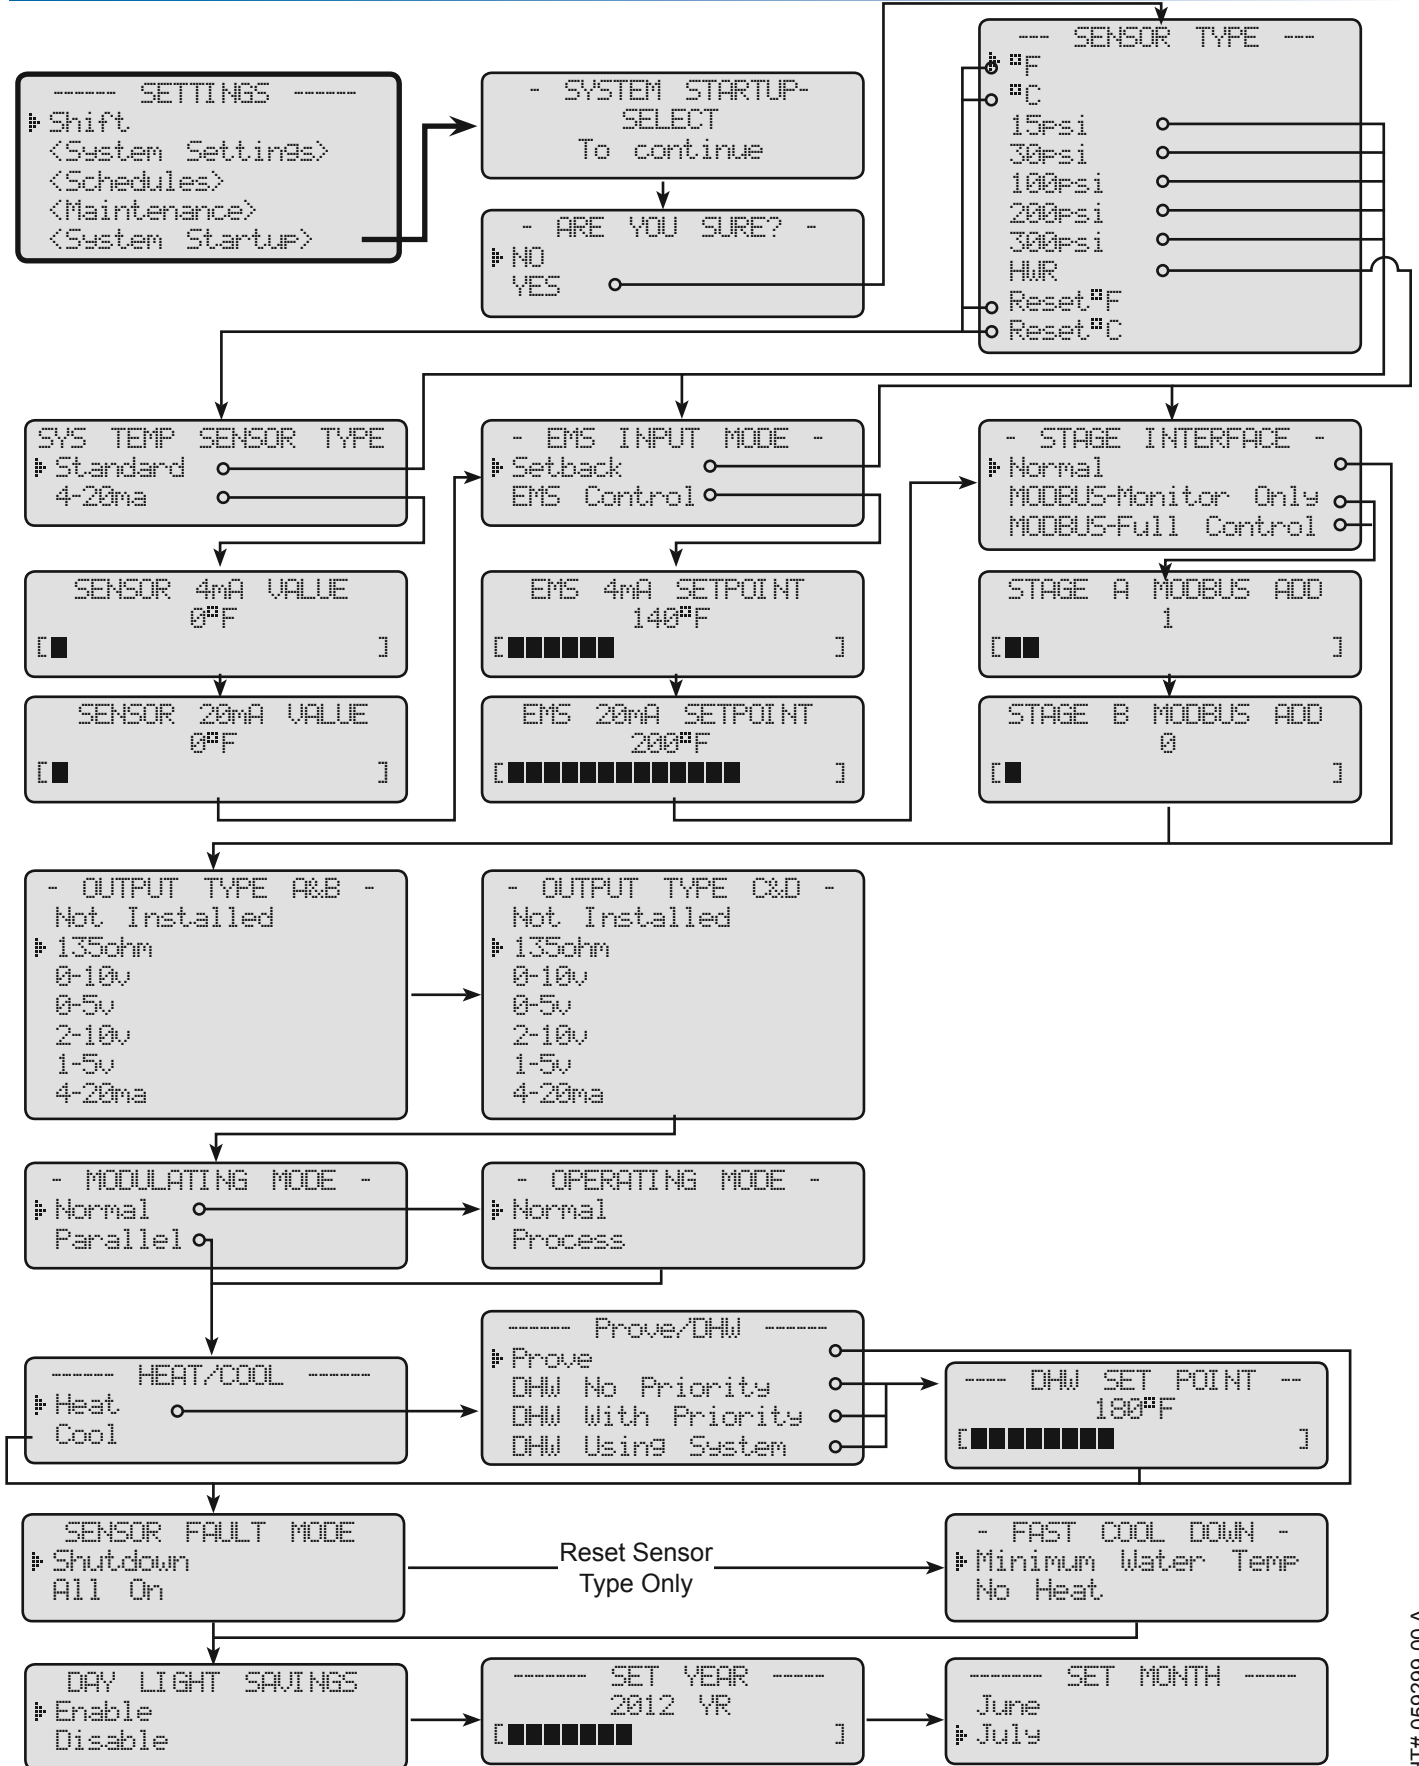 --- SENSOR TYPE ---
°F
°C
15psi
30psi
100psi
200psi
300psi
HWR
Reset°F
Reset°C
------ SETTINGS ------
Shift
<System Settings>
<Schedules>
<Maintenance>
<System Startup>
- SYSTEM STARTUP-
SELECT
To continue
- ARE YOU SURE? -
NO
YES
SYS TEMP SENSOR TYPE
Standard
4-20ma
- EMS INPUT MODE -
Setback
EMS Control
- STAGE INTERFACE -
Normal
MODBUS-Monitor Only
MODBUS-Full Control
SENSOR 4mA VALUE
0°F
[ ]
EMS 4mA SETPOINT
140°F
[ ]
STAGE A MODBUS ADD
1
[ ]
SENSOR 20mA VALUE
0°F
[ ]
EMS 20mA SETPOINT
200°F
[ ]
STAGE B MODBUS ADD
0
[ ]
- OUTPUT TYPE A&B -
Not Installed
135ohm
0-10v
0-5v
2-10v
1-5v
4-20ma
- OUTPUT TYPE C&D -
Not Installed
135ohm
0-10v
0-5v
2-10v
1-5v
4-20ma
- MODULATING MODE -
Normal
Parallel
- OPERATING MODE -
Normal
Process
------ HEAT/COOL ------
Heat
Cool
------ Prove/DHW ------
Prove
DHW No Priority
DHW With Priority
DHW Using System
---- DHW SET POINT --
180°F
[ ]
SENSOR FAULT MODE
Shutdown
All On
Reset Sensor
Type Only
- FAST COOL DOWN -
Minimum Water Temp
No Heat
DAY LIGHT SAVINGS
Enable
Disable
------- SET YEAR -----
2012 YR
[ ]
------ SET MONTH -----
June
July